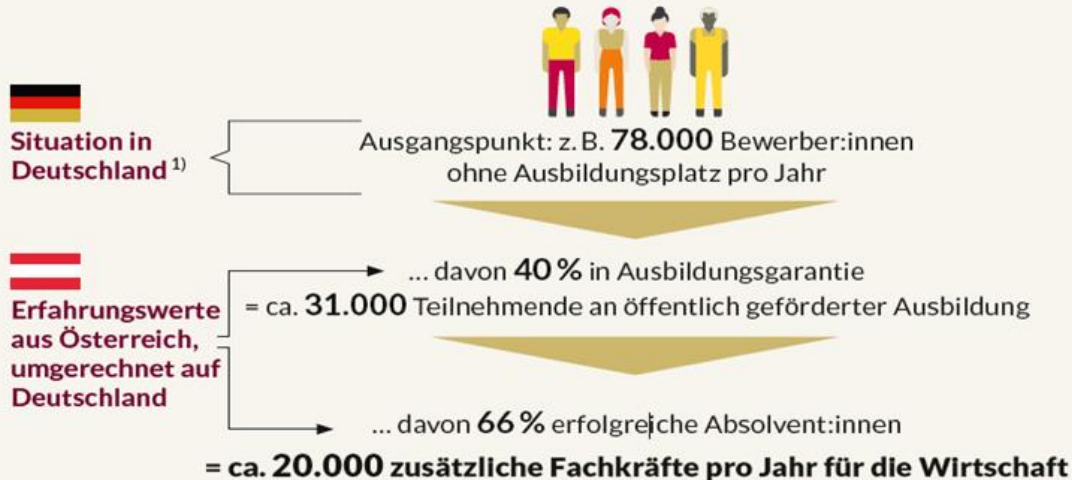 Situation in
Deutschland 1)
Ausgangspunkt: z. B. 78.000 Bewerber:innen
ohne Ausbildungsplatz pro Jahr
Erfahrungswerte
aus Österreich,
umgerechnet auf
Deutschland
... davon 40 % in Ausbildungsgarantie
= ca. 31.000 Teilnehmende an öffentlich geförderter Ausbildung
... davon 66 % erfolgreiche Absolvent:innen
= ca. 20.000 zusätzliche Fachkräfte pro Jahr für die Wirtschaft